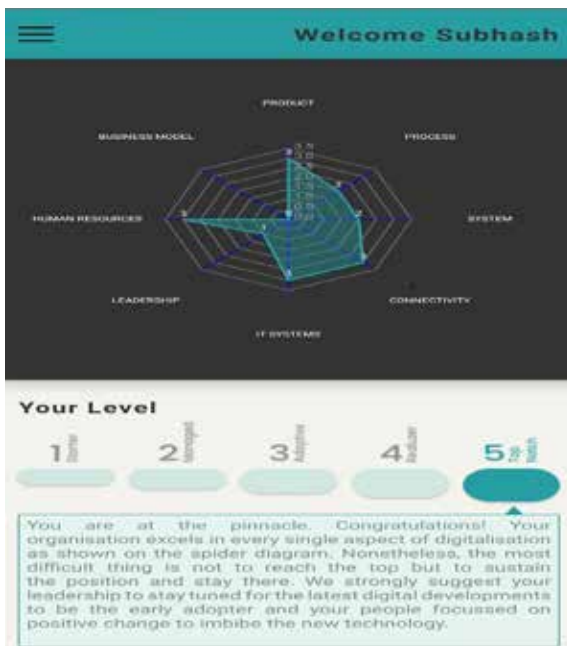 Welcome Subhash
PRODUCT
BUSINESS MODEL
PROCESS
HUMAN RESOURCES
SYSTEM
LEADERSHIP
CONNECTIVITY
IT SYSTEMS
Your Level
1
2 Managed
3 Adoptive
4
5 Top Notch
You are at the pinnacle. Congratulations! Your
organisation excels in every single aspect of digitalisation
as shown on the spider diagram. Nonetheless, the most
difficult thing is not to reach the top but to sustain
the position and stay there. We strongly suggest your
leadership to stay tuned for the latest digital developments
to be the early adopter and your people focussed on
positive change to imbibe the new technology.